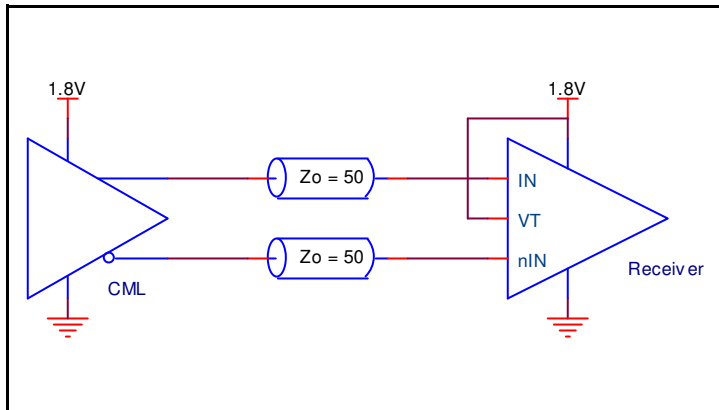 1.8V
1.8V
Zo = 50
IN
VT
Zo = 50
nIN
CML
Receiver